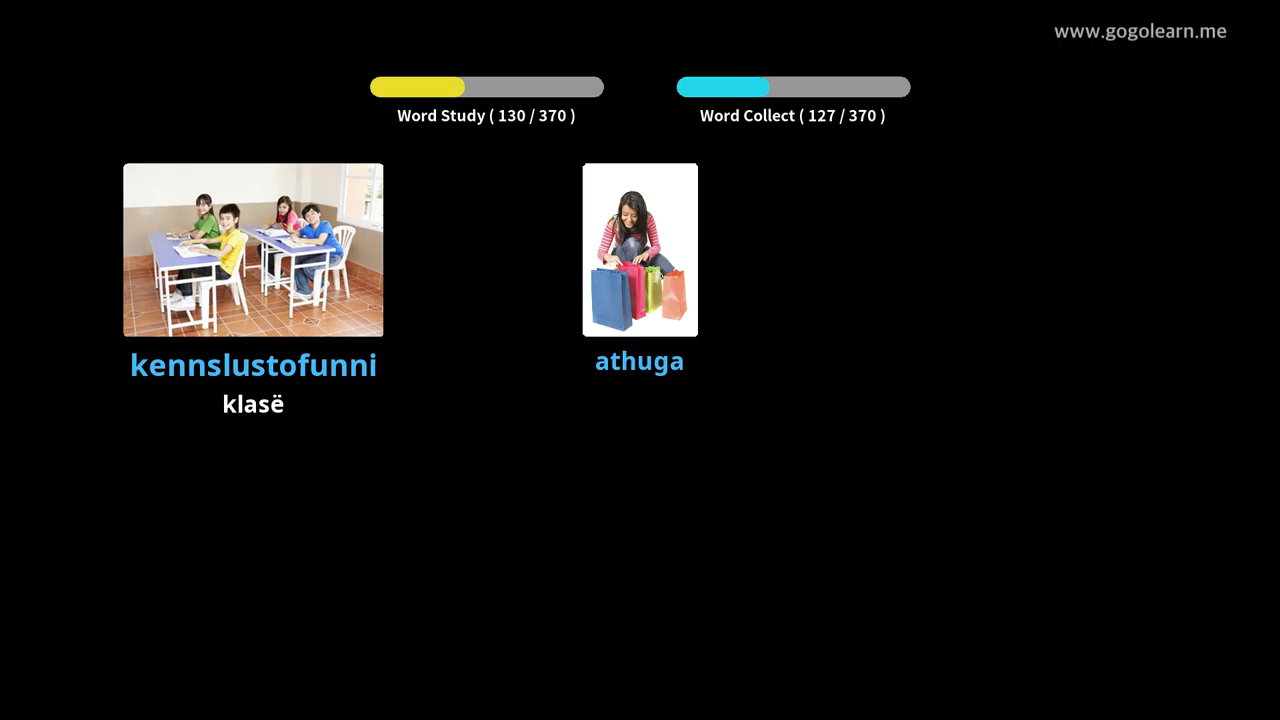 www.gogolearn.me
Word Study ( 130 / 370 )
Word Collect ( 127 / 370 )
kennslustofunni
athuga
klasë